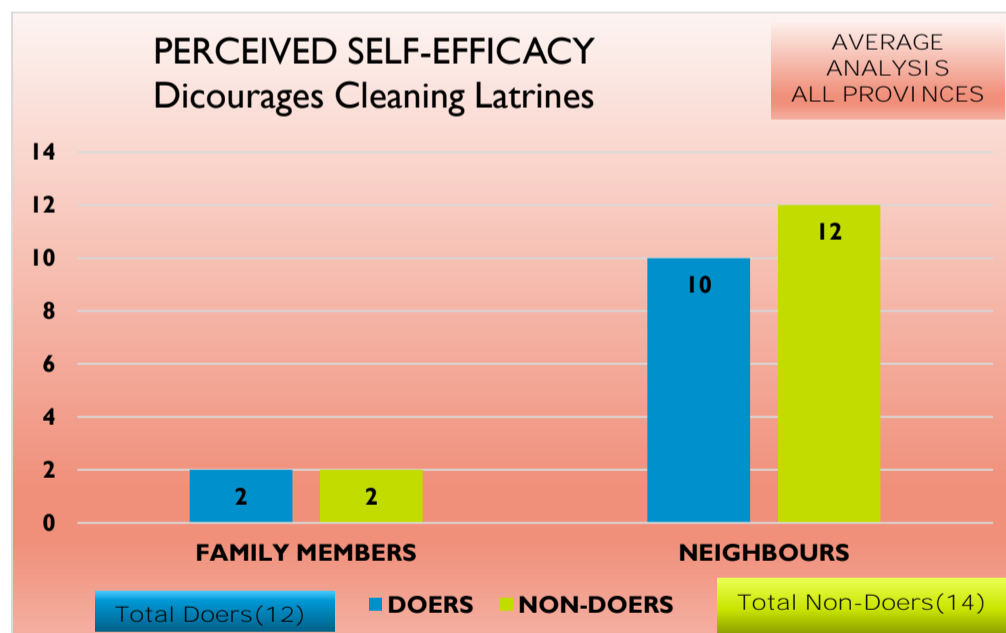 PERCEIVED SELF-EFFICACY
Dicourages Cleaning Latrines
AVERAGE
ANALYSIS
ALL PROVINCES
14
12
10
8
6
4
2
0
2
2
10
12
FAMILY MEMBERS
NEIGHBOURS
Total Doers(12)
DOERS
NON-DOERS
Total Non-Doers(14)